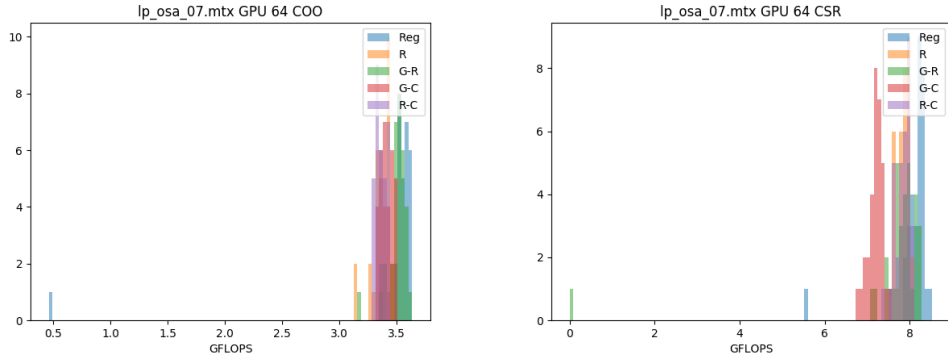 lp_osa_07.mtx GPU 64 COO
10
8
6
4
2
0
0.5 1.0 1.5 2.0 2.5 3.0 3.5
GFLOPS
Reg
R
G-R
G-C
R-C
lp_osa_07.mtx GPU 64 CSR
8
6
4
2
0
0 2 4 6 8
GFLOPS
Reg
R
G-R
G-C
R-C